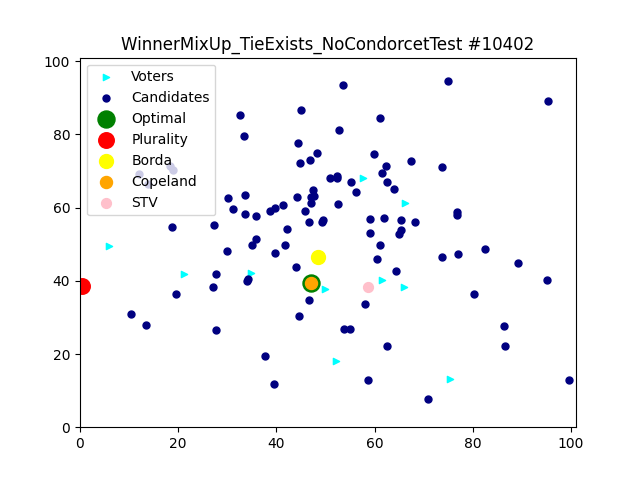 WinnerMixUp_TieExists_NoCondorcetTest #10402
Voters
Candidates
Optimal
Plurality
Borda
Copeland
STV
100
80
60
40
20
0
0 20 40 60 80 100